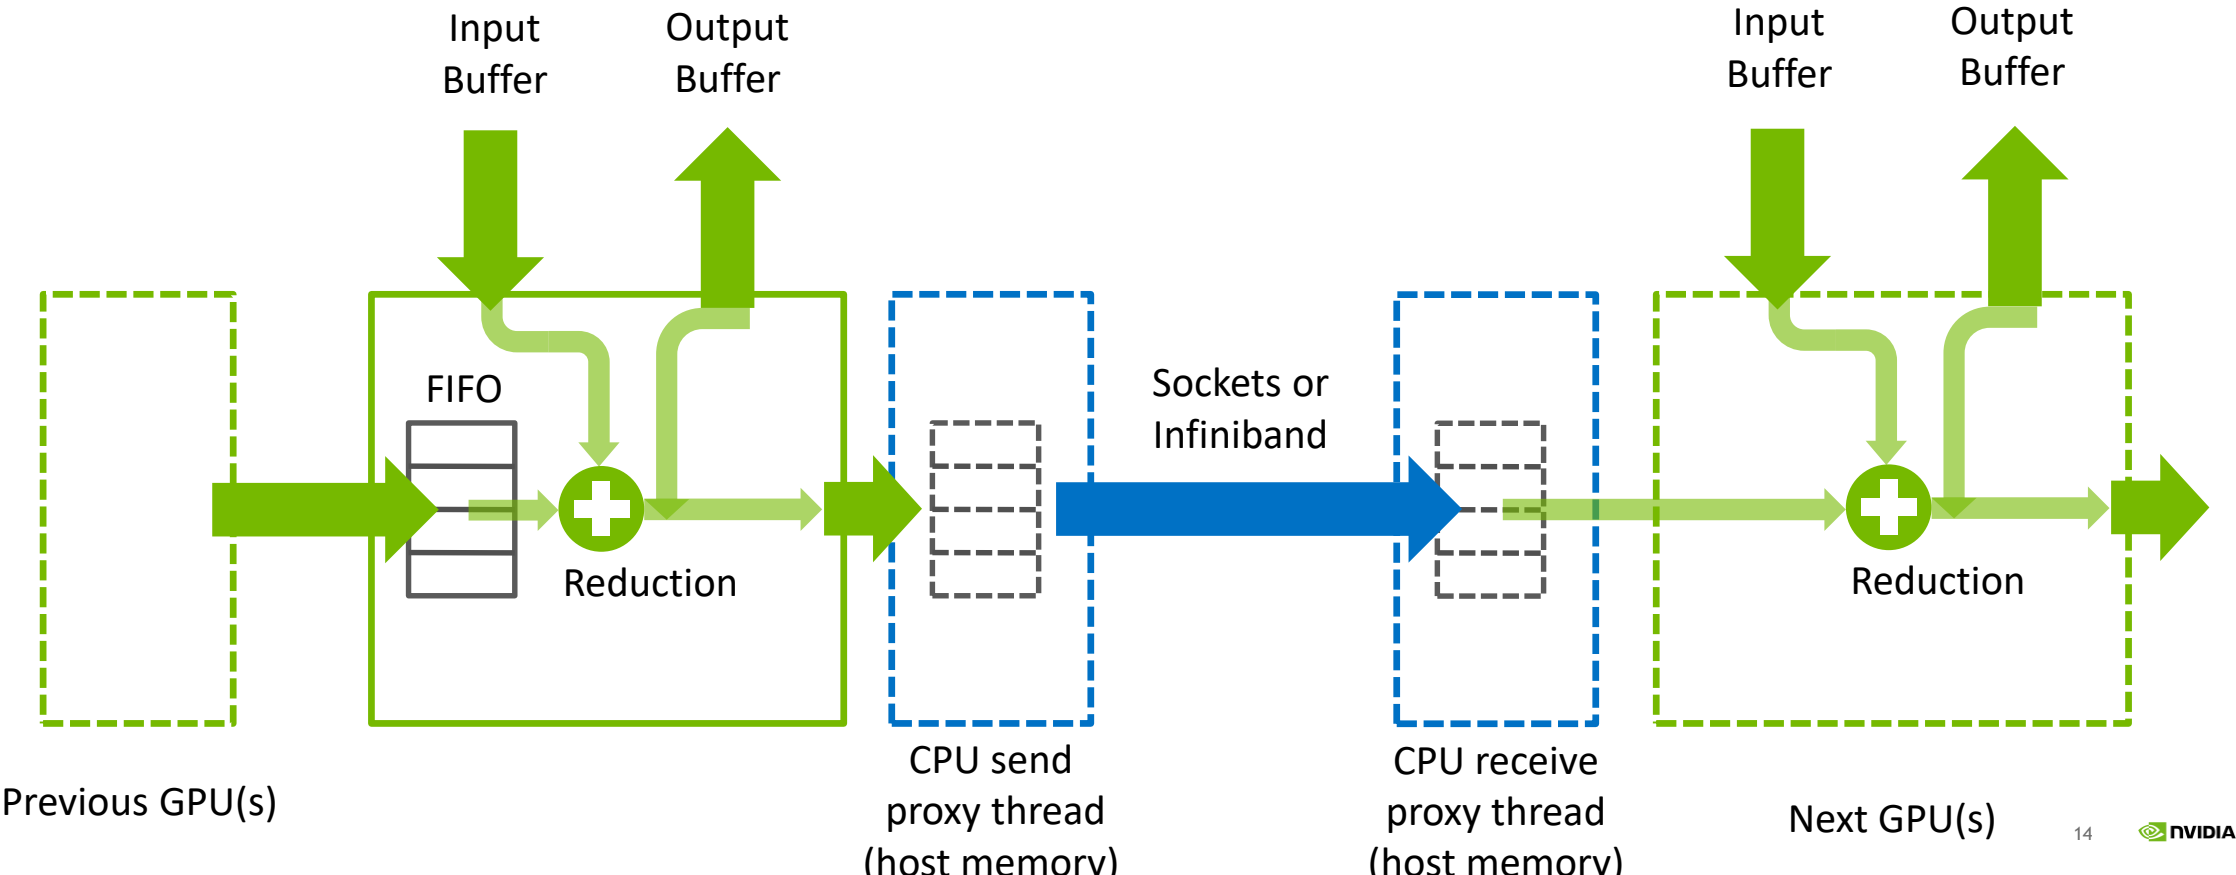 Input
Buffer
Output
Buffer
Input
Buffer
Output
Buffer
FIFO
Reduction
Sockets or
Infiniband
Reduction
Previous GPU(s)
CPU send
proxy thread
(host memory)
CPU receive
proxy thread
(host memory)
Next GPU(s)
14
NVIDIA